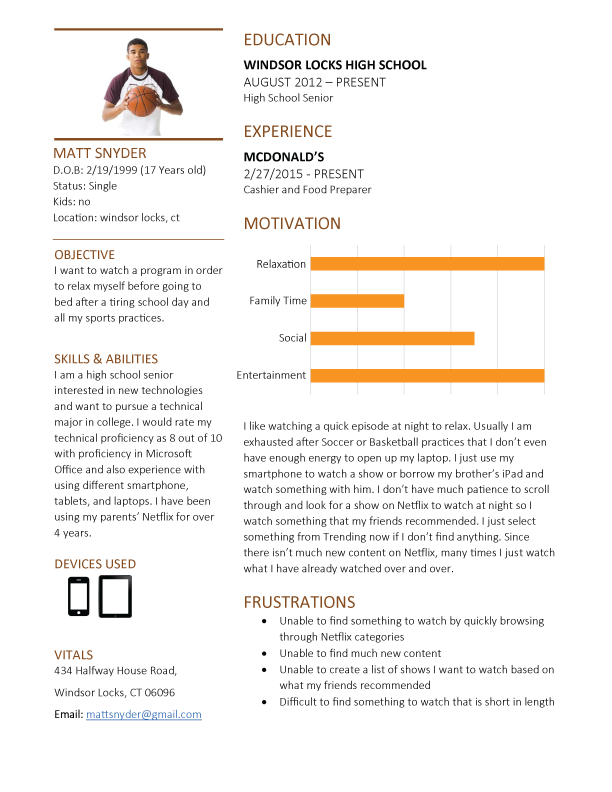 MATT SNYDER
D.O.B: 2/19/1999 (17 Years old)
Status: Single
Kids: no
Location: windsor locks, ct
OBJECTIVE
I want to watch a program in order
to relax myself before going to
bed after a tiring school day and
all my sports practices.
SKILLS & ABILITIES
I am a high school senior
interested in new technologies
and want to pursue a technical
major in college. I would rate my
technical proficiency as 8 out of 10
with proficiency in Microsoft
Office and also experience with
using different smartphone,
tablets, and laptops. I have been
using my parents’ Netflix for over
4 years.
DEVICES USED
VITALS
434 Halfway House Road,
Windsor Locks, CT 06096
Email: mattsnyder@gmail.com
EDUCATION
WINDSOR LOCKS HIGH SCHOOL
AUGUST 2012 – PRESENT
High School Senior
EXPERIENCE
MCDONALD’S
2/27/2015 - PRESENT
Cashier and Food Preparer
MOTIVATION
Relaxation
Family Time
Social
Entertainment
I like watching a quick episode at night to relax. Usually I am
exhausted after Soccer or Basketball practices that I don’t even
have enough energy to open up my laptop. I just use my
smartphone to watch a show or borrow my brother’s iPad and
watch something with him. I don’t have much patience to scroll
through and look for a show on Netflix to watch at night so I
watch something that my friends recommended. I just select
something from Trending now if I don’t find anything. Since
there isn’t much new content on Netflix, many times I just watch
what I have already watched over and over.
FRUSTRATIONS
• Unable to find something to watch by quickly browsing
through Netflix categories
• Unable to find much new content
• Unable to create a list of shows I want to watch based on
what my friends recommended
• Difficult to find something to watch that is short in length